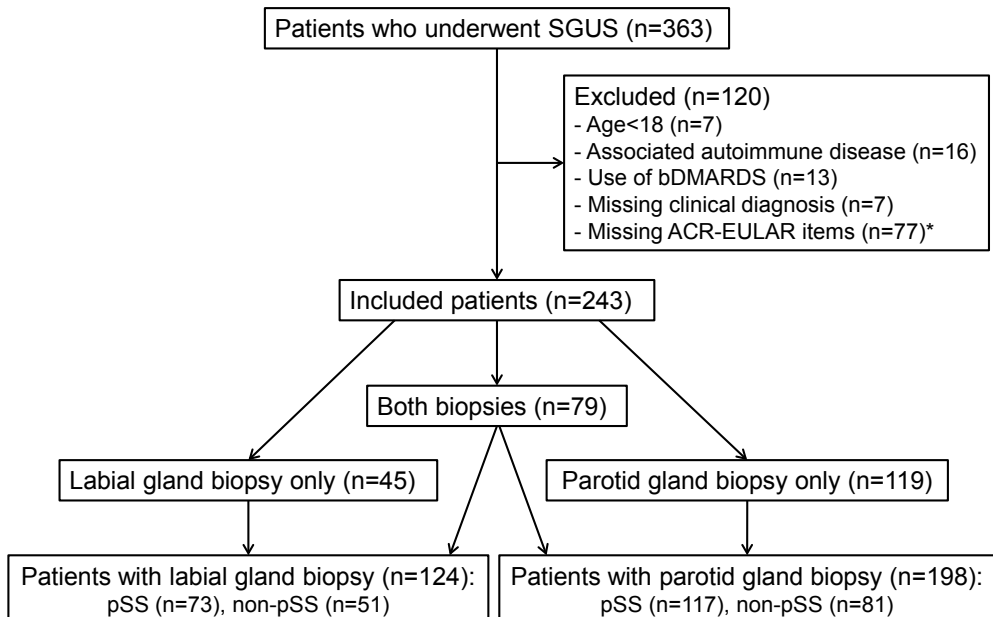 Patients who underwent SGUS (n=363)
Excluded (n=120)
- Age<18 (n=7)
- Associated autoimmune disease (n=16)
- Use of bDMARDS (n=13)
- Missing clinical diagnosis (n=7)
- Missing ACR-EULAR items (n=77)*
Included patients (n=243)
Both biopsies (n=79)
Labial gland biopsy only (n=45)
Parotid gland biopsy only (n=119)
Patients with labial gland biopsy (n=124):
pSS (n=73), non-pSS (n=51)
Patients with parotid gland biopsy (n=198):
pSS (n=117), non-pSS (n=81)